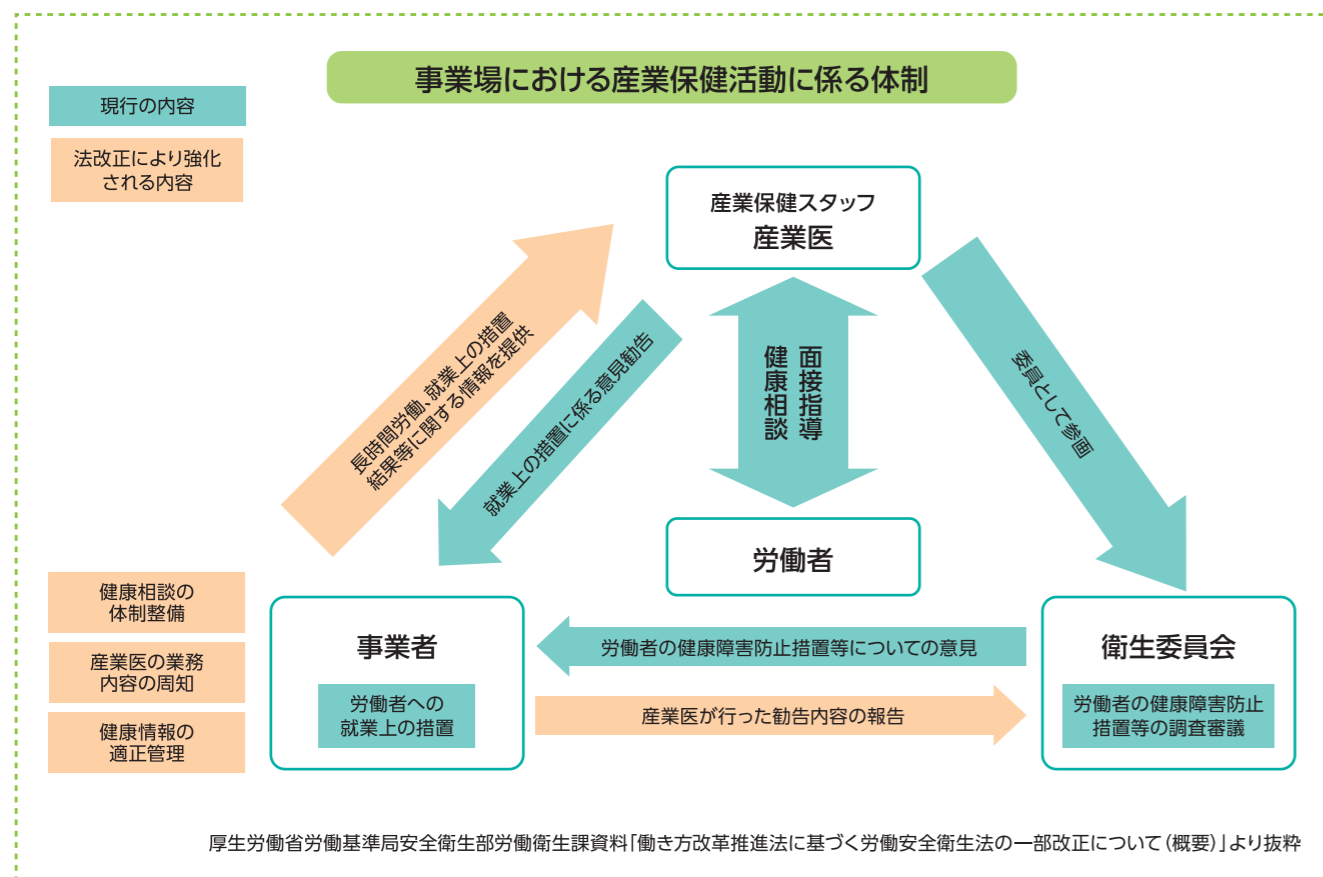 事業場における産業保健活動に係る体制
現行の内容
法改正により強化
される内容
産業保健スタッフ
産業医
長時間労働、就業上の措置
結果等に関する情報を提供
就業上の措置に係る意見勧告
面接指導
健康相談
委員として参画
労働者
健康相談の
体制整備
産業医の業務
内容の周知
健康情報の
適正管理
事業者
労働者への
就業上の措置
労働者の健康障害防止措置等についての意見
産業医が行った勧告内容の報告
衛生委員会
労働者の健康障害防止
措置等の調査審議
厚生労働省労働基準局安全衛生部労働衛生課資料「働き方改革推進法に基づく労働安全衛生法の一部改正について(概要)」より抜粋